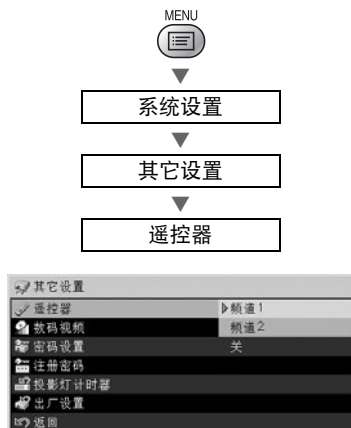 MENU
系统设置
其它设置
遥控器
其它设置
遥控器
频道1
数码视频
频道2
密码设置
关
注册密码
投影灯计时器
出厂设置
返回